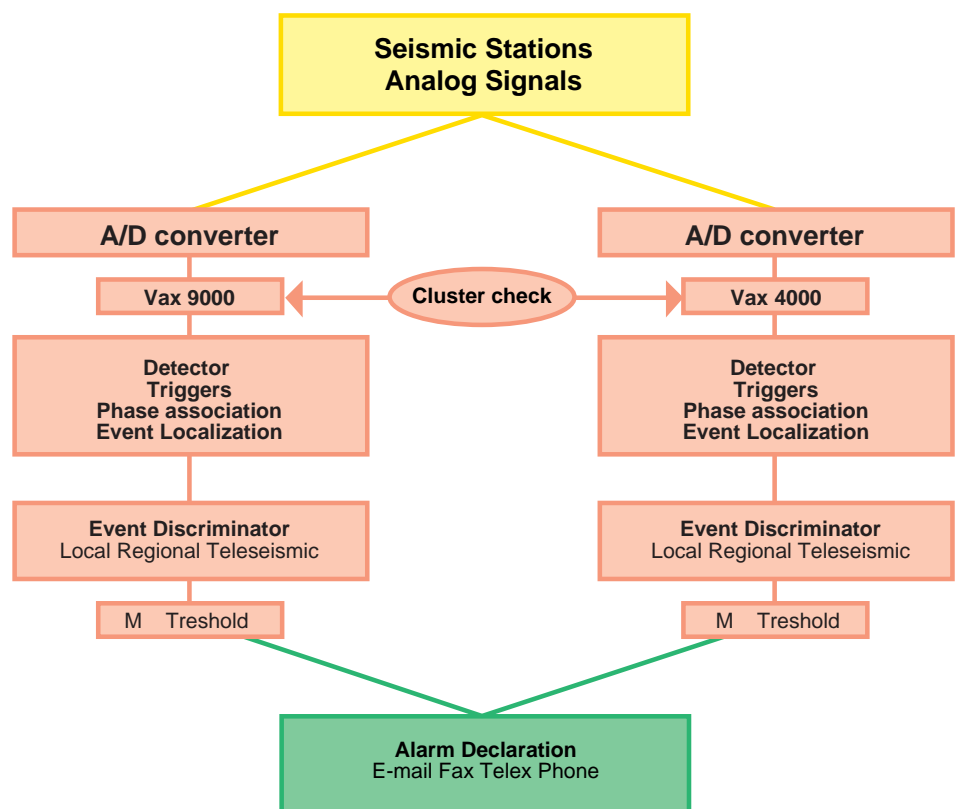 Seismic Stations
Analog Signals
A/D converter
A/D converter
Vax 9000
Cluster check
Vax 4000
Detector
Triggers
Phase association
Event Localization
Detector
Triggers
Phase association
Event Localization
Event Discriminator
Local Regional Teleseismic
Event Discriminator
Local Regional Teleseismic
M Treshold
M Treshold
Alarm Declaration
E-mail Fax Telex Phone